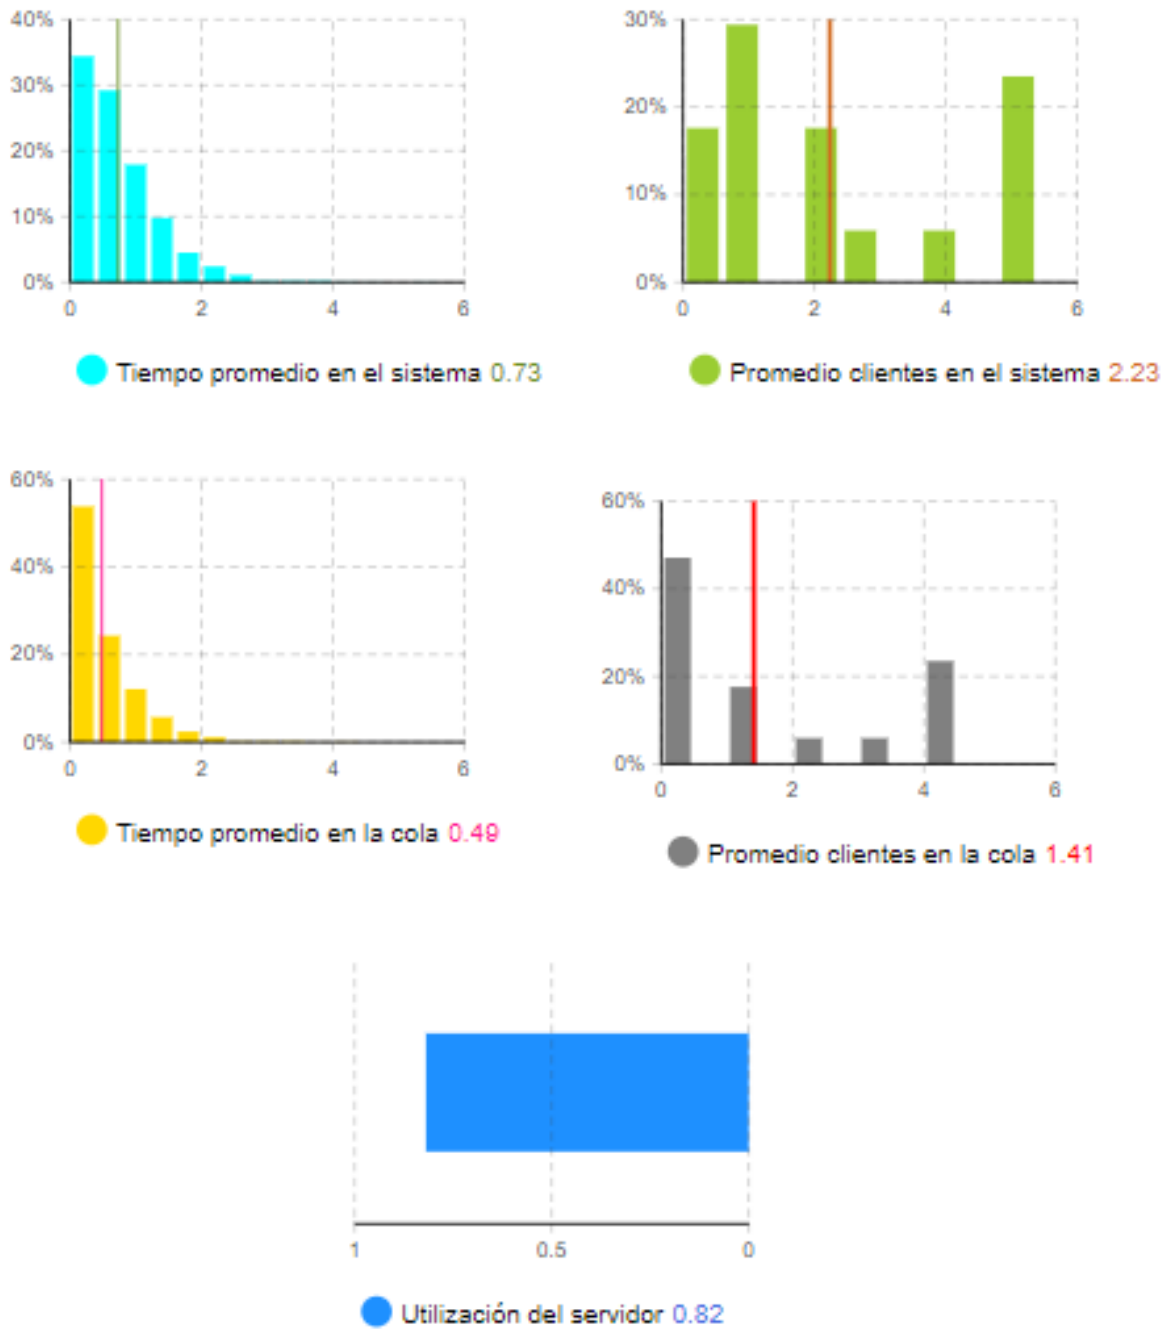 40%
30%
20%
10%
0%
0 2 4 6
Tiempo promedio en el sistema 0.73
30%
20%
10%
0%
0 2 4 6
Promedio clientes en el sistema 2.23
60%
40%
20%
0%
0 2 4 6
Tiempo promedio en la cola 0.49
60%
40%
20%
0%
0 2 4 6
Promedio clientes en la cola 1.41
1 0.5 0
Utilización del servidor 0.82